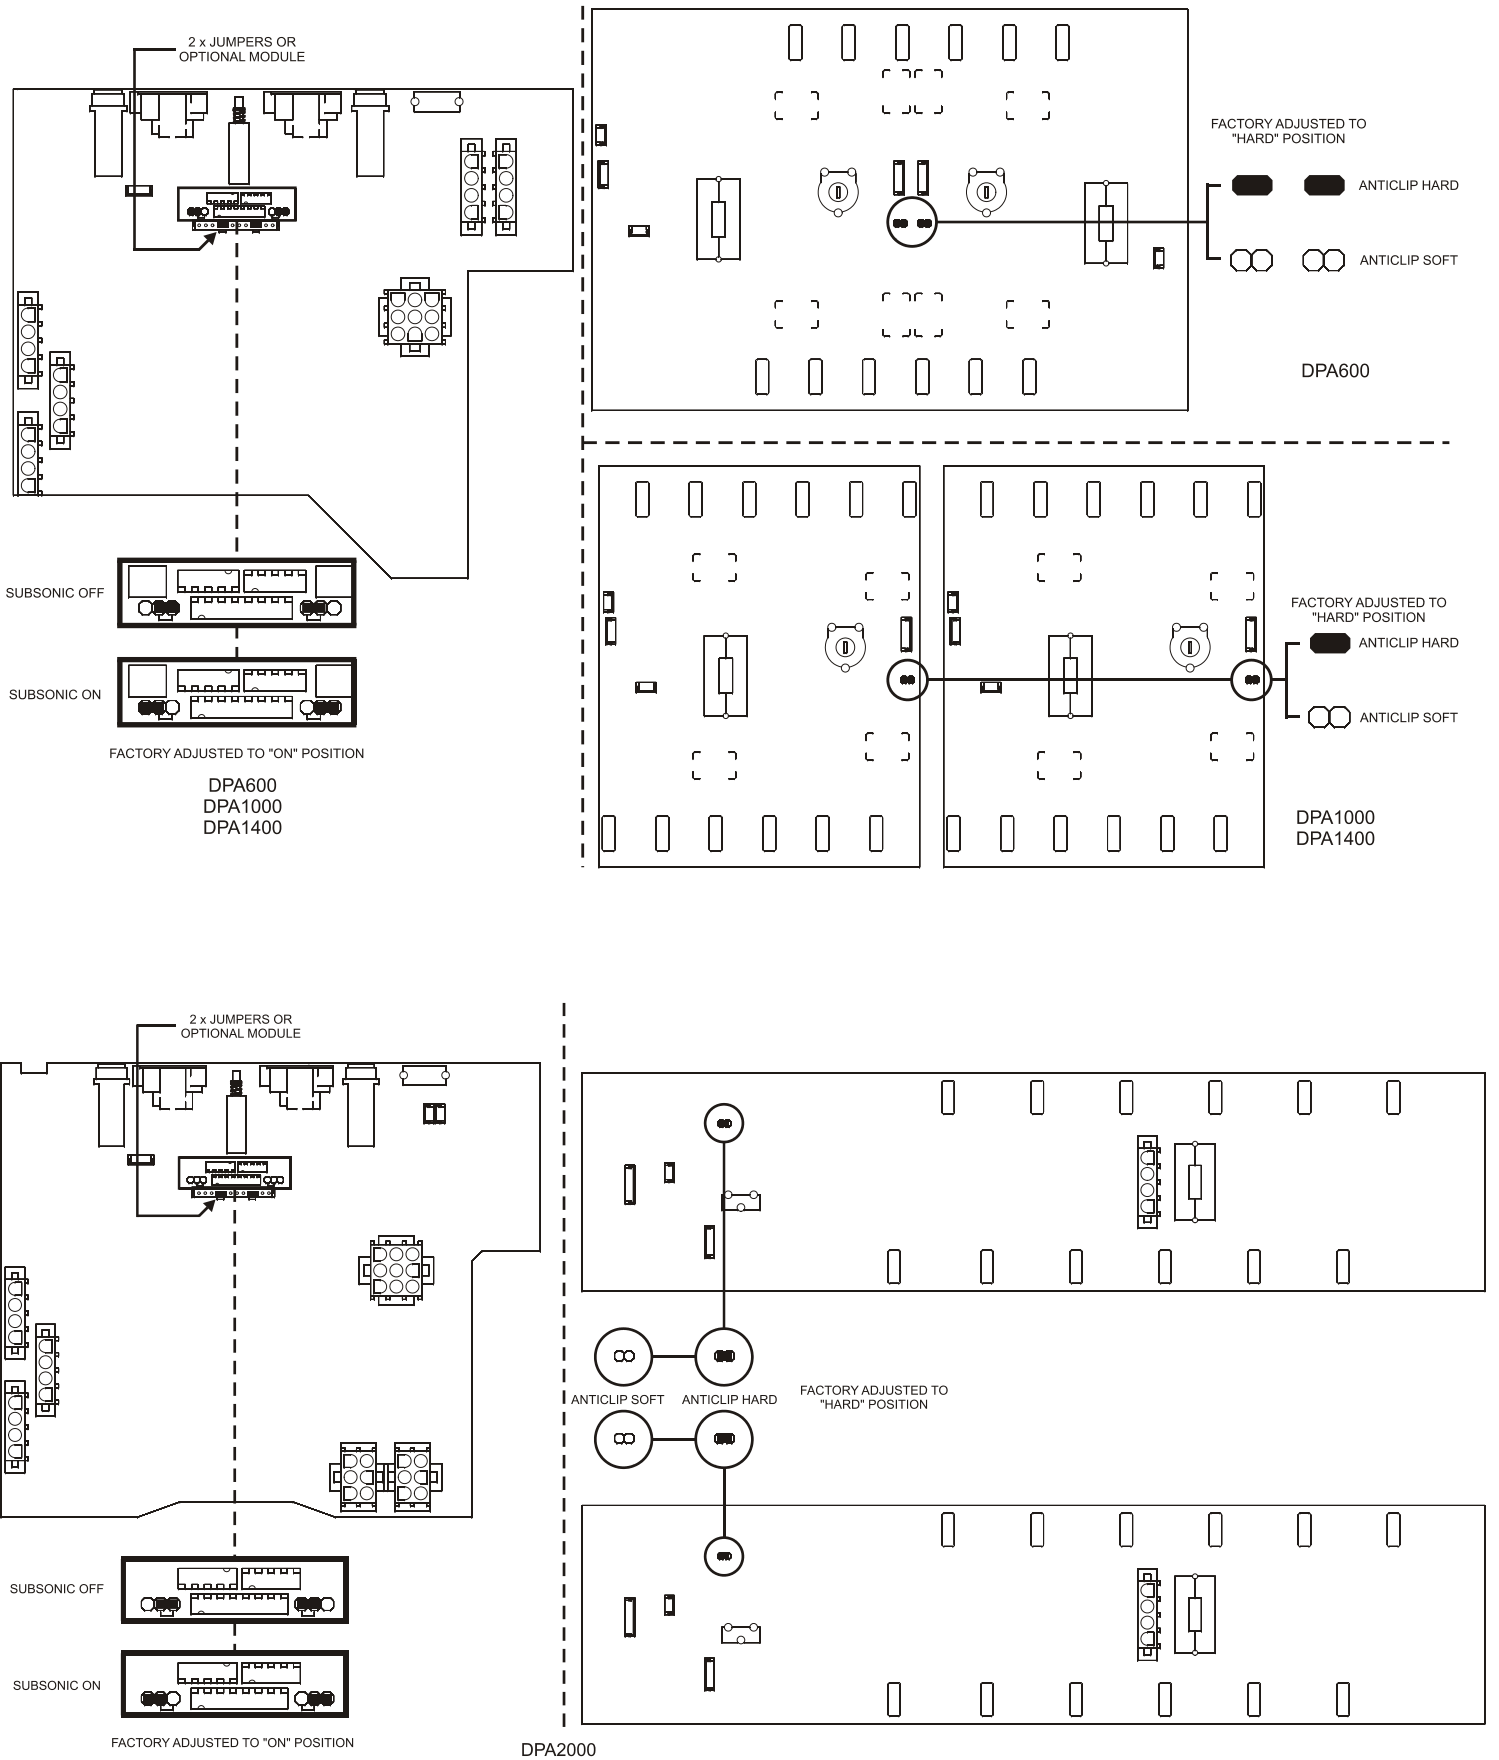 2 x JUMPERS OR
OPTIONAL MODULE
SUBSONIC OFF
SUBSONIC ON
FACTORY ADJUSTED TO "ON" POSITION
DPA600
DPA1000
DPA1400
FACTORY ADJUSTED TO
"HARD" POSITION
ANTICLIP HARD
ANTICLIP SOFT
DPA600
FACTORY ADJUSTED TO
"HARD" POSITION
ANTICLIP HARD
ANTICLIP SOFT
DPA1000
DPA1400
2 x JUMPERS OR
OPTIONAL MODULE
SUBSONIC OFF
SUBSONIC ON
FACTORY ADJUSTED TO "ON" POSITION
ANTICLIP SOFT
ANTICLIP HARD
FACTORY ADJUSTED TO
"HARD" POSITION
DPA2000